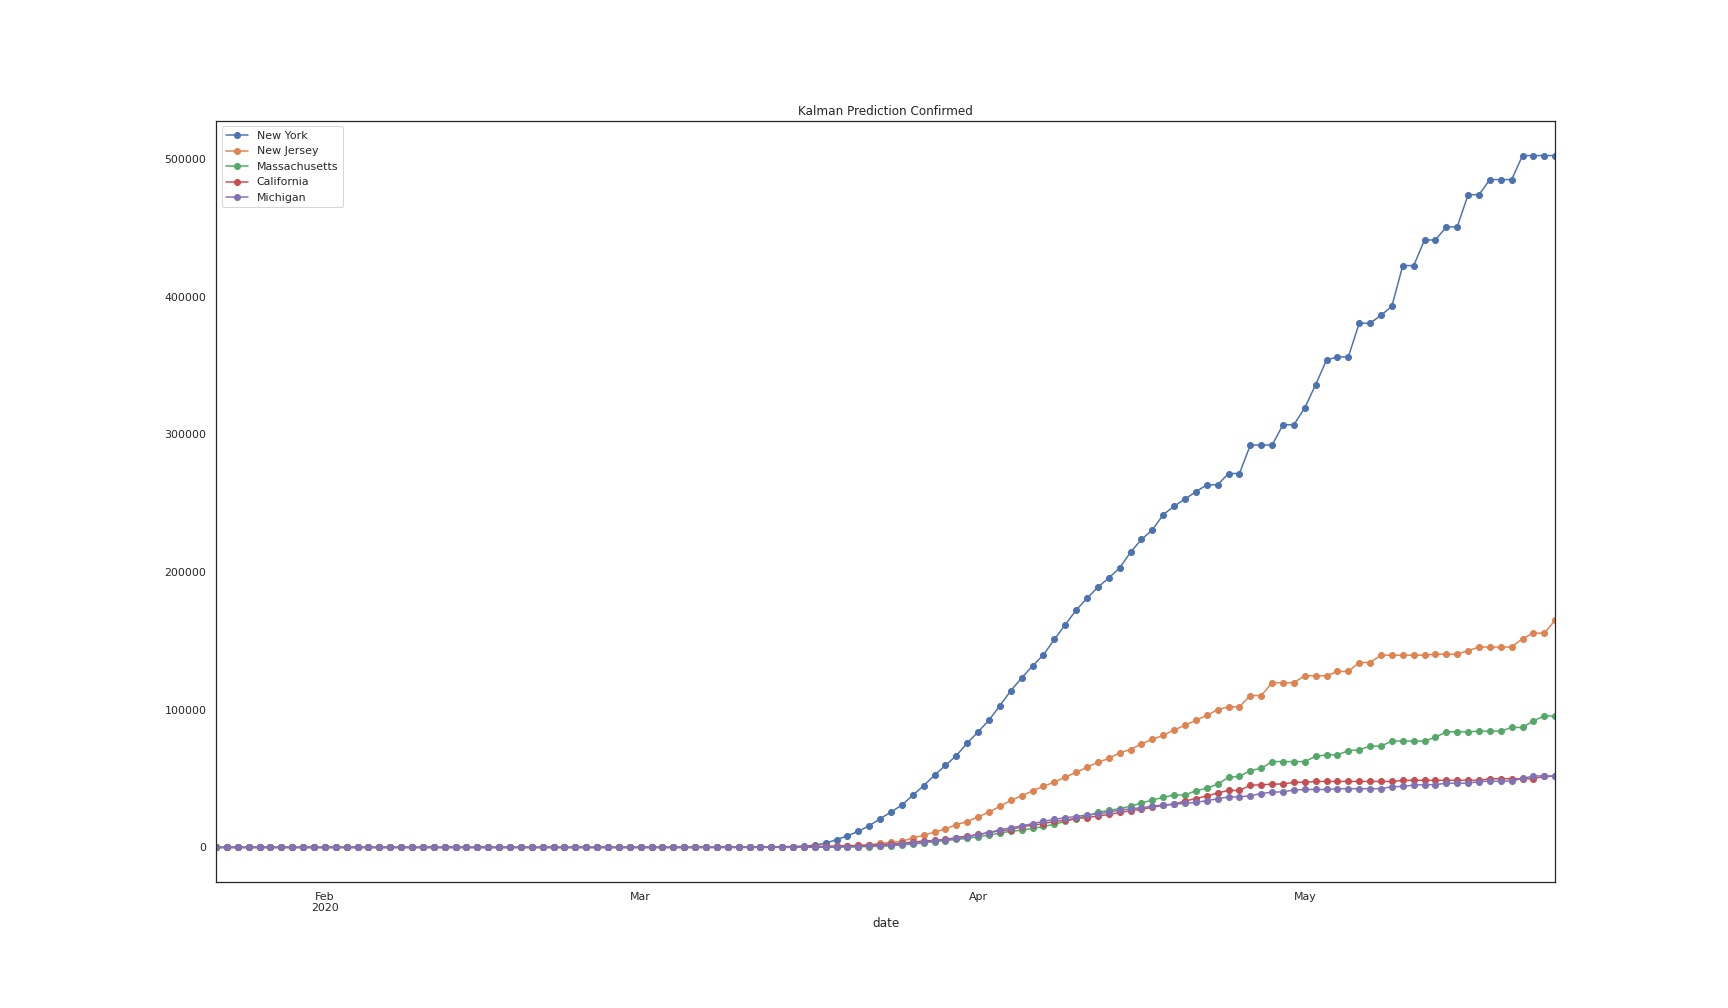 Kalman Prediction Confirmed
New York
New Jersey
Massachusetts
California
Michigan
500000
400000
300000
200000
100000
0
Feb
2020
Mar
Apr
May
date